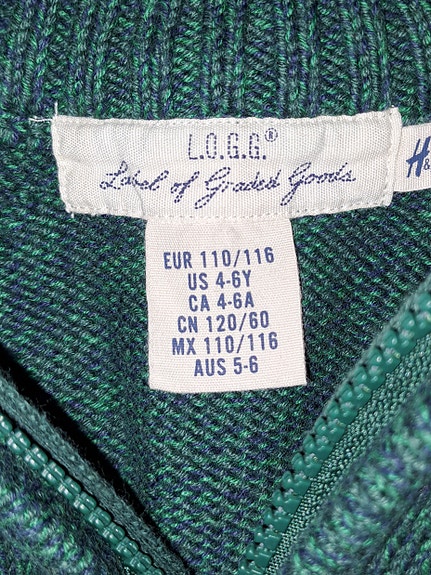 L.O.G.G.®
Label of Graded Goods
H&
EUR 110/116
US 4-6Y
CA 4-6A
CN 120/60
MX 110/116
AUS 5-6